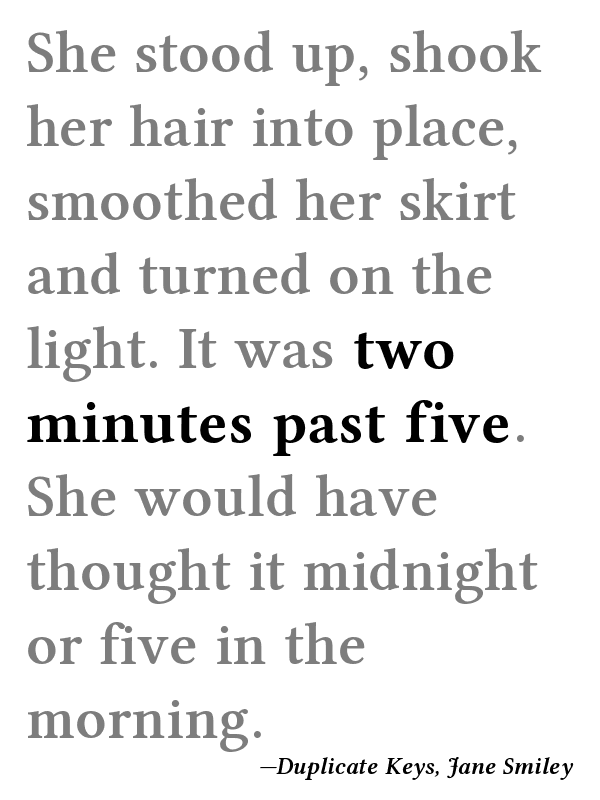 She stood up, shook
her hair into place,
smoothed her skirt
and turned on the
light. It was two
minutes past five.
She would have
thought it midnight
or five in the
morning.
—Duplicate Keys, Jane Smiley